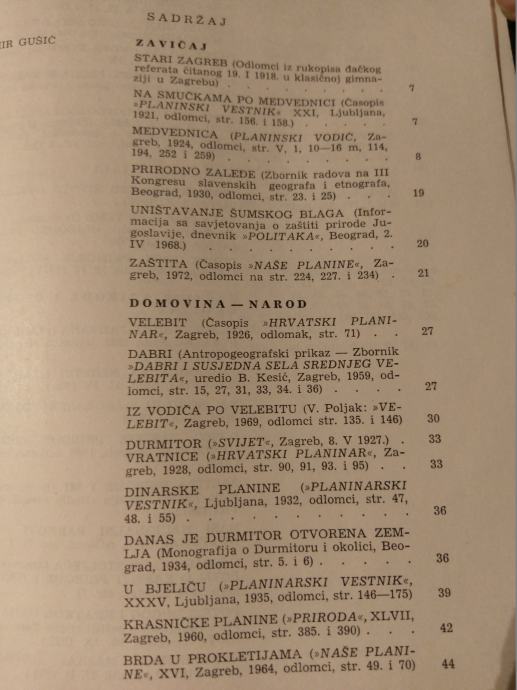 SADRŽAJ
IR GUŠIĆ
ZAVIČAJ
STARI ZAGREB (Odlomci iz rukopisa đačkog
referata čitanog 19. I 1918. u klasičnoj gimna-
ziji u Zagrebu) . . . . . . . . 7
NA SMUČKAMA PO MEDVEDNICI (Časopis
»PLANINSKI VESTNIK« XXI, Ljubljana,
1921, odlomci, str. 156. i 158.) . . . . . 7
MEDVEDNICA (PLANINSKI VODIČ, Za-
greb, 1924, odlomci, str. V, 1, 10—16 m, 114,
194, 252 i 259) . . . . . . . . 8
PRIRODNO ZALEĐE (Zbornik radova na III
Kongresu slavenskih geografa i etnografa,
Beograd, 1930, odlomci, str. 23. i 25) . . . 19
UNIŠTAVANJE ŠUMSKOG BLAGA (Infor-
macija sa savjetovanja o zaštiti prirode Ju-
goslavije, dnevnik »POLITAKA«, Beograd, 2.
IV 1968.) . . . . . . . . . 20
ZAŠTITA (Časopis »NAŠE PLANINE«, Za-
greb, 1972, odlomci na str. 224, 227. i 234) . 21
DOMOVINA — NAROD
VELEBIT (Časopis »HRVATSKI PLANI-
NAR«, Zagreb, 1926, odlomak, str. 71) . . 27
DABRI (Antropogeografski prikaz — Zbornik
»DABRI I SUSJEDNA SELA SREDNJEG VE-
LEBITA«, uredio B. Kesić, Zagreb, 1959, od-
lomci, str. 15, 27, 31, 33, 34. i 36) . . . . 27
IZ VODIČA PO VELEBITU (V. Poljak: »VE-
LEBIT«, Zagreb, 1969, odlomci str. 135. i 146) 30
DURMITOR (»SVIJET«, Zagreb, 8. V 1927.) . 33
VRATNICE (»HRVATSKI PLANINAR«, Za-
greb, 1928, odlomci, str. 90, 91, 93. i 95) . . 33
DINARSKE PLANINE (»PLANINARSKI
VESTNIK«, Ljubljana, 1932, odlomci, str. 47,
48. i 55) . . . . . . . . . 36
DANAS JE DURMITOR OTVORENA ZEM-
LJA (Monografija o Durmitoru i okolici, Beo-
grad, 1934, odlomci, str. 5. i 6) . . . . . 36
U BJELIČU (»PLANINARSKI VESTNIK«,
XXXV, Ljubljana, 1935, odlomci, str. 146—175) 39
KRASNIČKE PLANINE (»PRIRODA«, XLVII,
Zagreb, 1960, odlomci, str. 385. i 390) . . . 42
BRDA U PROKLETIJAMA (»NAŠE PLANI-
NE«, XVI, Zagreb, 1964, odlomci, str. 49. i 70) 44